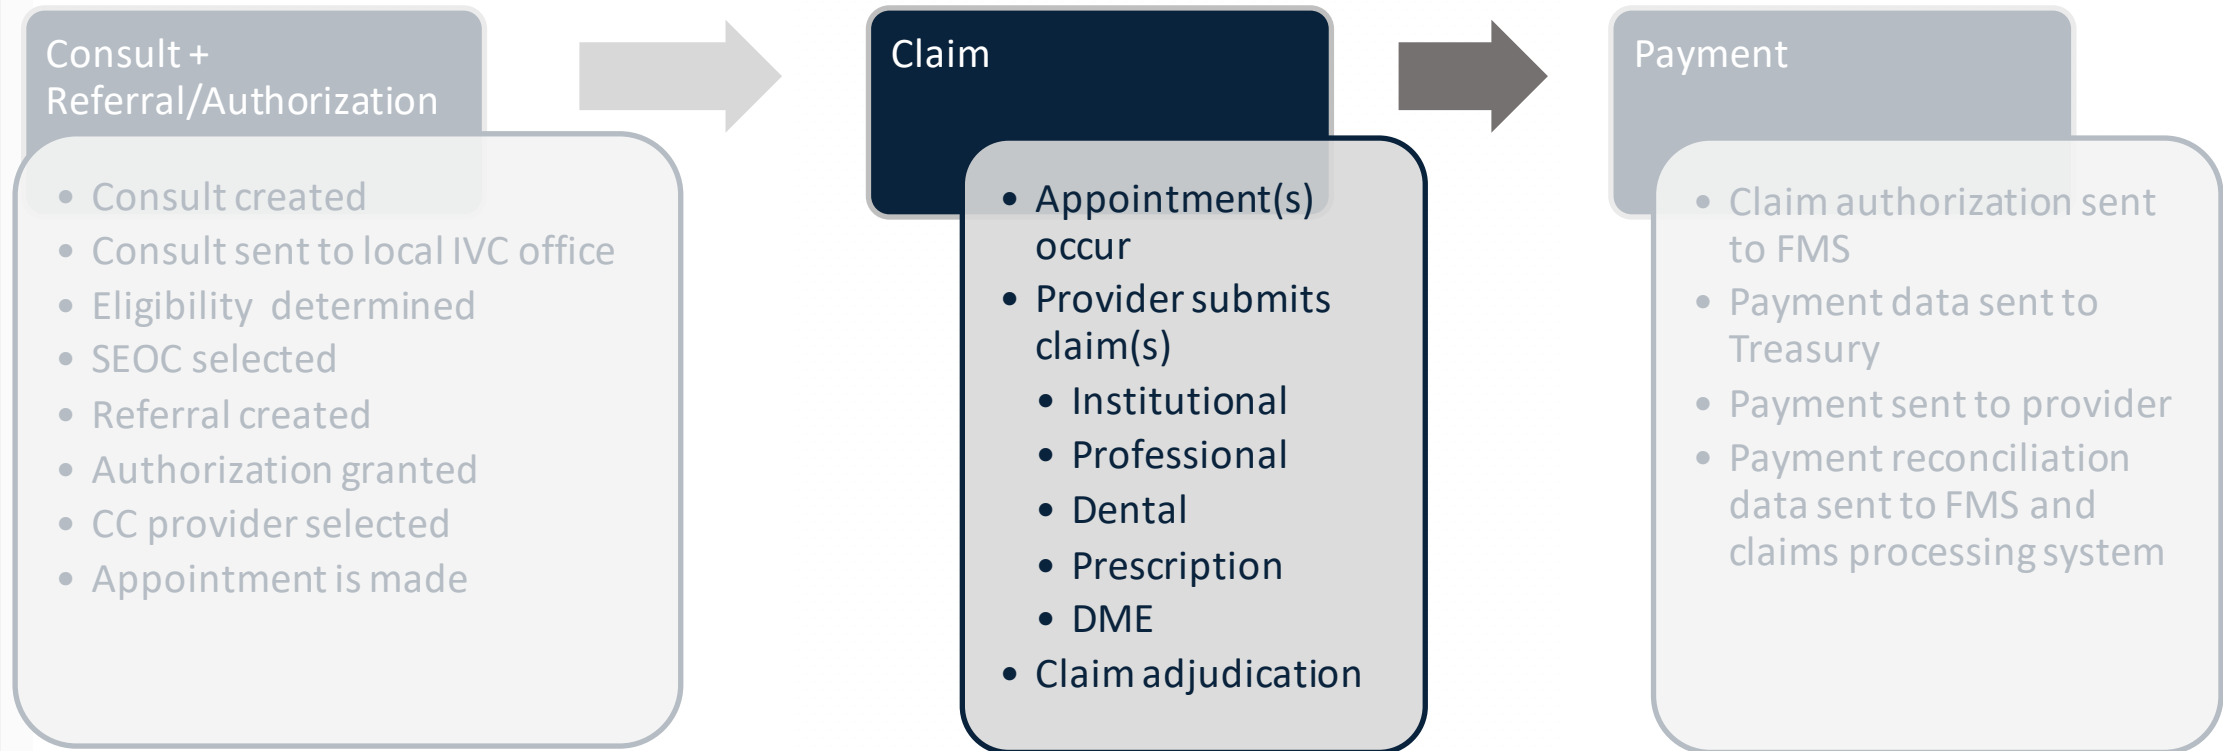 Consult +
Referral/Authorization
• Consult created
• Consult sent to local IVC office
• Eligibility determined
• SEOC selected
• Referral created
• Authorization granted
• CC provider selected
• Appointment is made
Claim
• Appointment(s)
occur
• Provider submits
claim(s)
• Institutional
• Professional
• Dental
• Prescription
• DME
• Claim adjudication
Payment
• Claim authorization sent
to FMS
• Payment data sent to
Treasury
• Payment sent to provider
• Payment reconciliation
data sent to FMS and
claims processing system